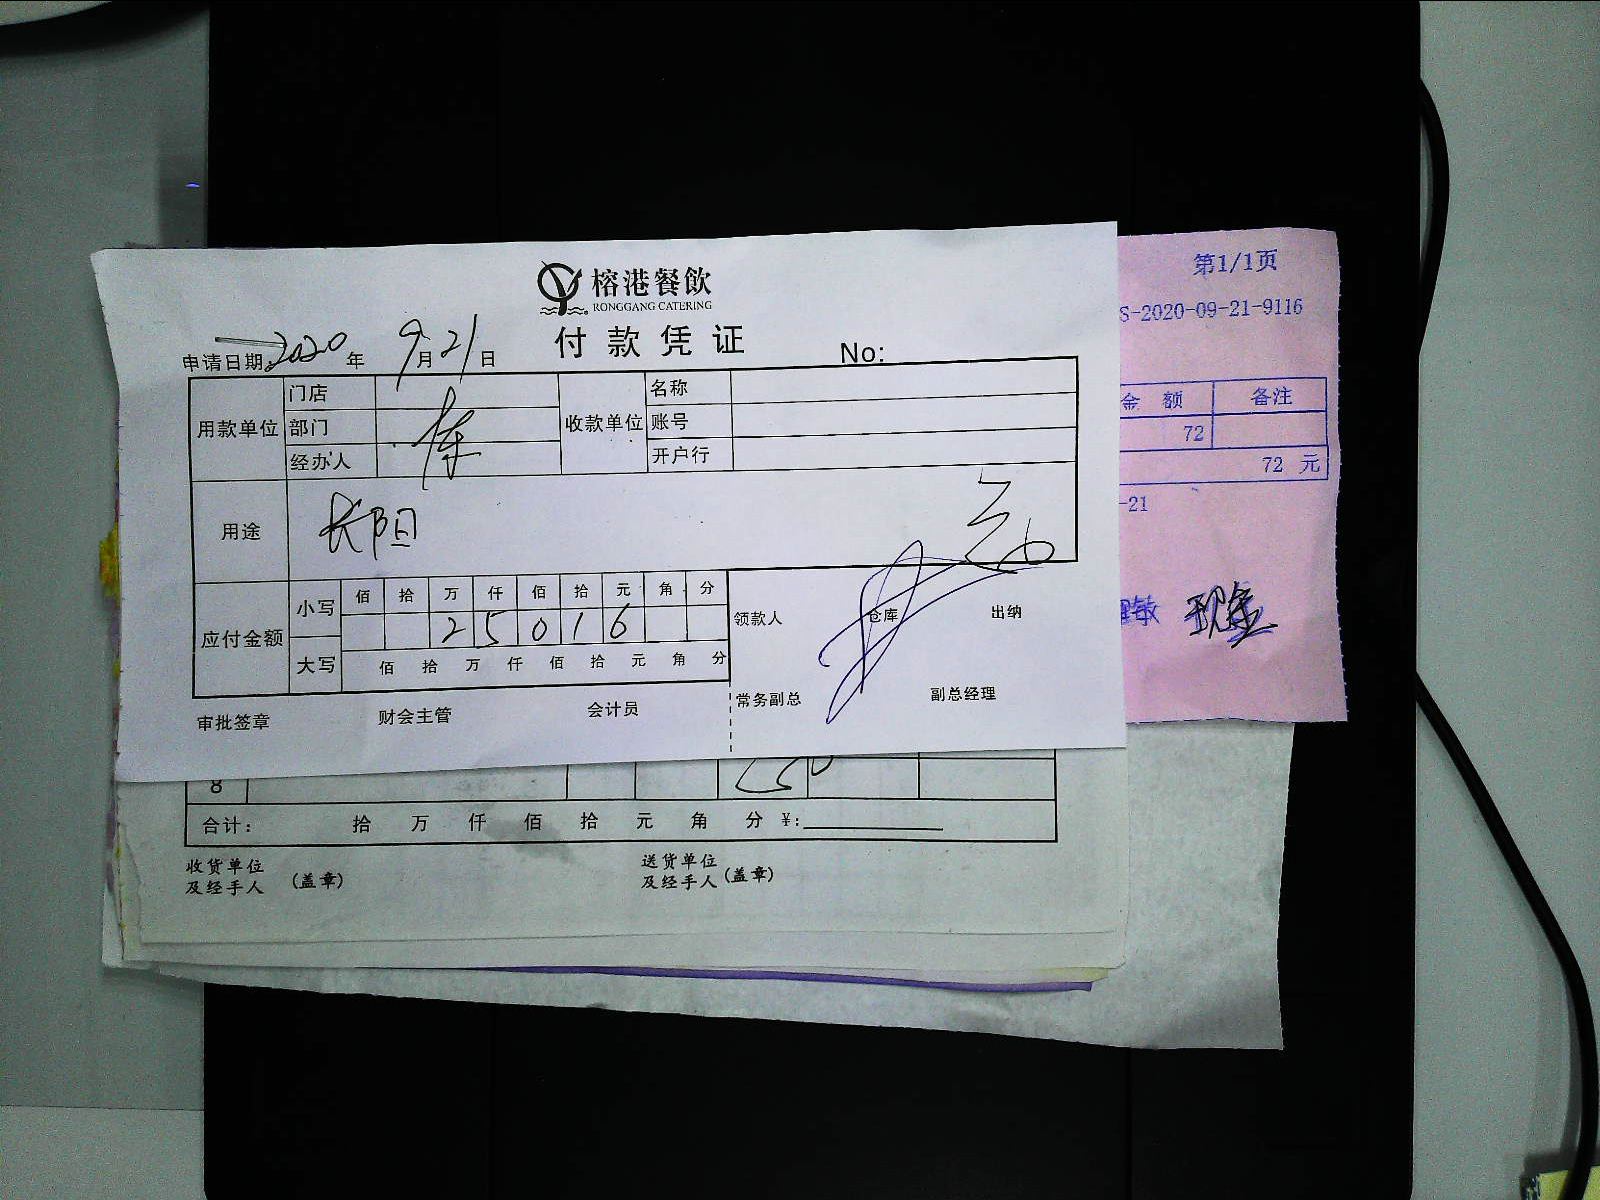 榕港餐飲
RONGGANG CATERING
付款凭证
申请日期: 2020 年 9 月 21 日
No:
用款单位 门店 收款单位 名称
部门 账号
经办人 开户行
用途 长阳
应付金额 小写 佰 拾 万 仟 佰 拾 元 角 分
2 5 0 1 6
大写 佰 拾 万 仟 佰 拾 元 角 分
领款人 仓库 出纳
常务副总 副总经理
审批签章 财会主管 会计员
第1/1页
S-2020-09-21-9116
金 额 备注
72
72 元
-21
敏 现金
8
合计: 拾 万 仟 佰 拾 元 角 分 ¥:
收货单位
及经手人 (盖章)
送货单位
及经手人 (盖章)